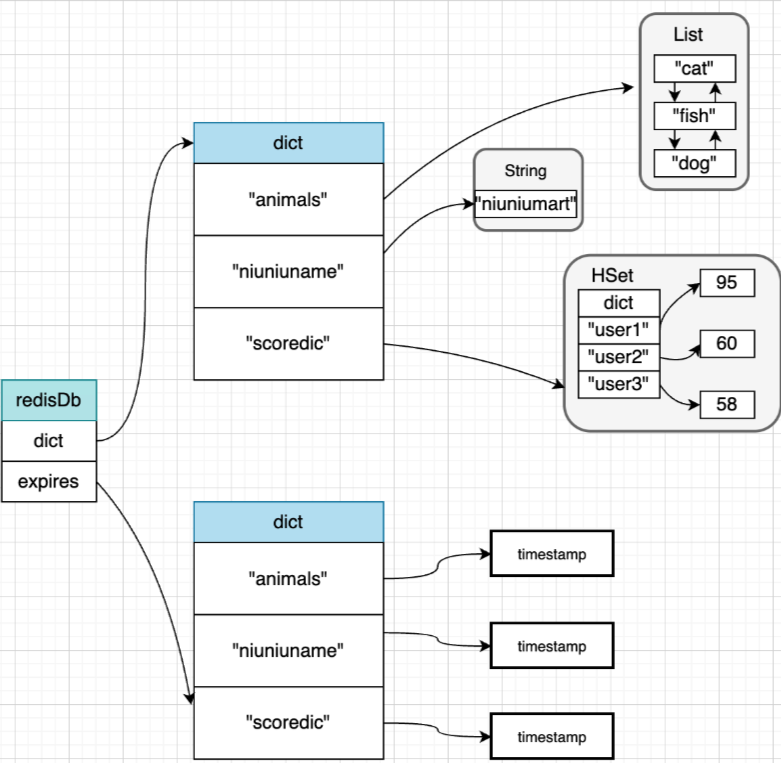 List
"cat"
"fish"
"dog"
dict
"animals"
"niuniuname"
"scoredic"
String
"niuniumart"
HSet
dict
"user1"
"user2"
"user3"
95
60
58
redisDb
dict
expires
dict
"animals"
"niuniuname"
"scoredic"
timestamp
timestamp
timestamp